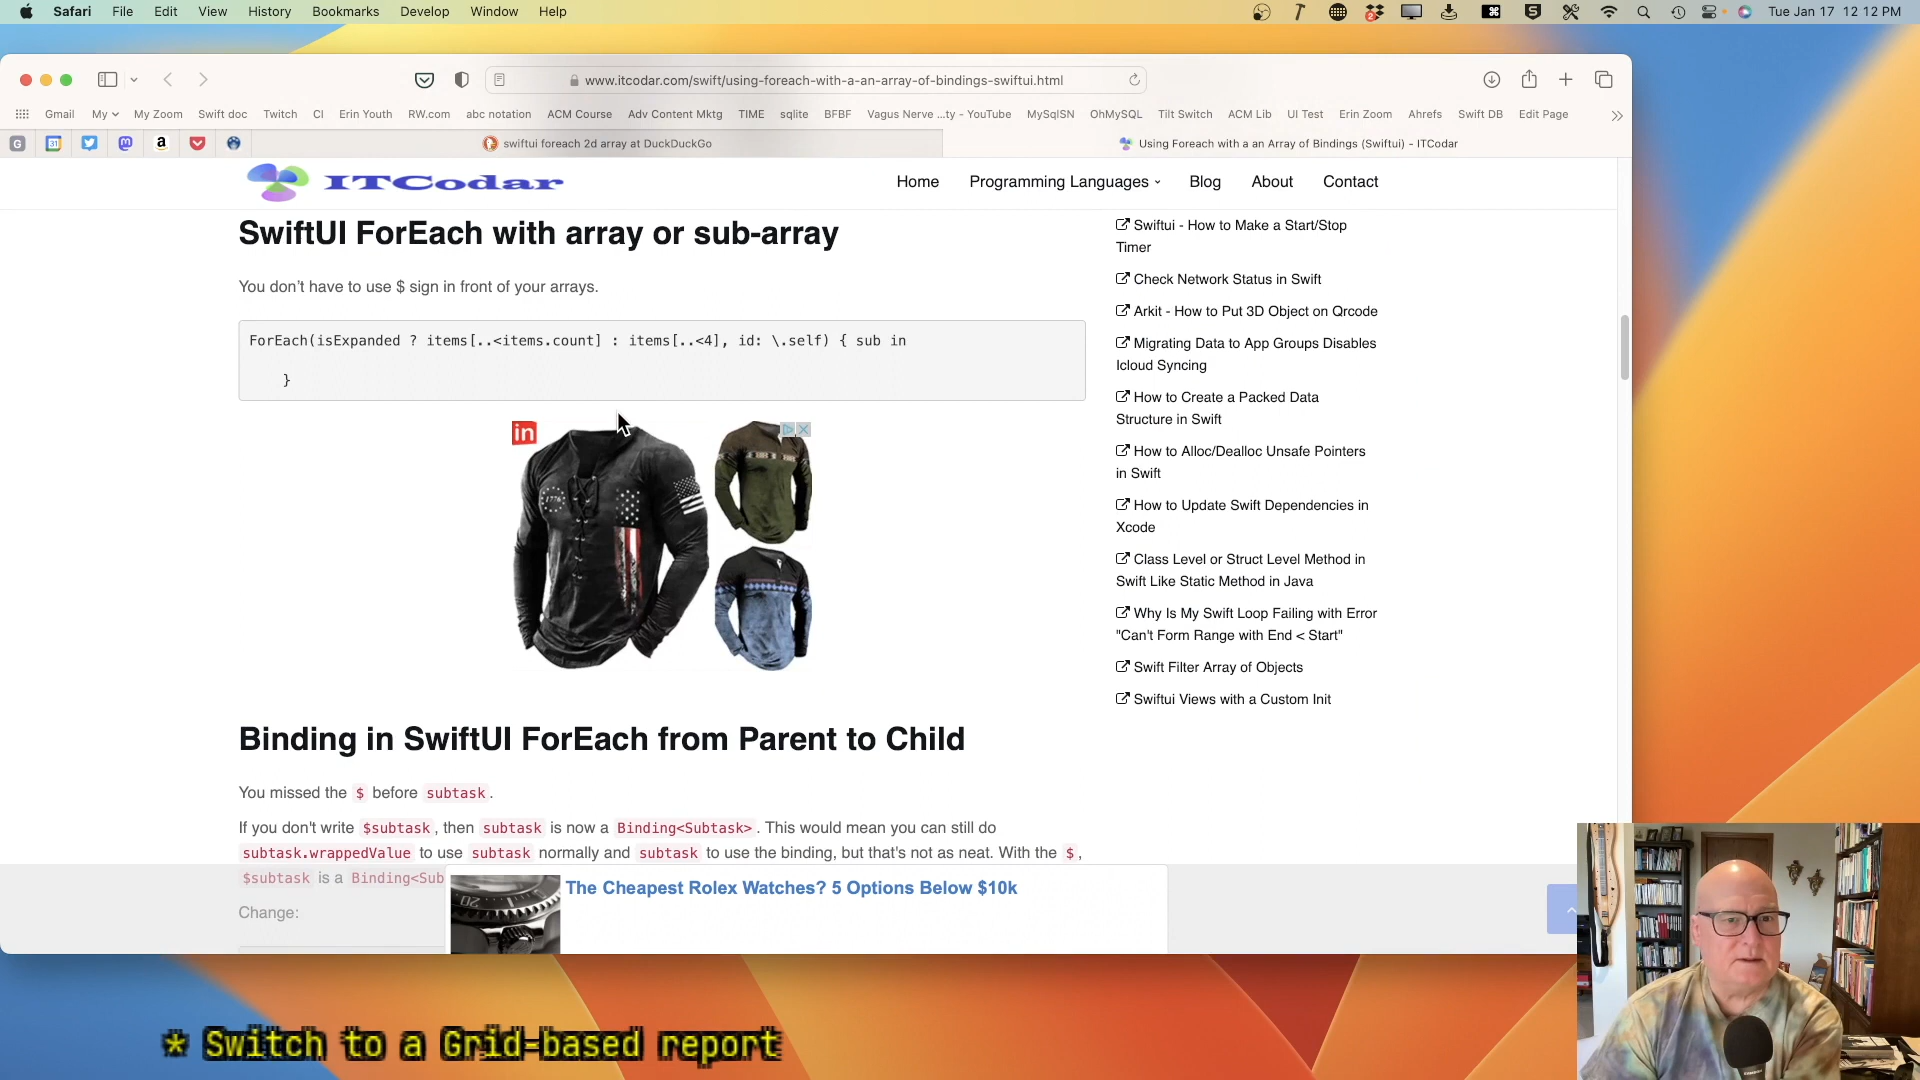 Safari File Edit View History Bookmarks Develop Window Help
Tue Jan 17 12 12 PM
www.itcodar.com/swift/using-foreach-with-a-an-array-of-bindings-swiftui.html
Gmail My My Zoom Swift doc Twitch CI Erin Youth RW.com abc notation ACM Course Adv Content Mktg TIME sqlite BFBF Vagus Nerve ...ty - YouTube MySqlSN OhMySQL Tilt Switch ACM Lib UI Test Erin Zoom Ahrefs Swift DB Edit Page
swiftui foreach 2d array at DuckDuckGo
Using Foreach with a an Array of Bindings (Swiftui) - ITCodar
ITCodar
Home Programming Languages Blog About Contact
SwiftUI ForEach with array or sub-array
You don't have to use $ sign in front of your arrays.
ForEach(isExpanded ? items[..<items.count] : items[..<4], id: \.self) { sub in
}
in
1776
Binding in SwiftUI ForEach from Parent to Child
You missed the $ before subtask.
If you don't write $subtask, then subtask is now a Binding<Subtask>. This would mean you can still do
subtask.wrappedValue to use subtask normally and subtask to use the binding, but that's not as neat. With the $,
$subtask is a Binding<Sub
Change:
The Cheapest Rolex Watches? 5 Options Below $10k
Swiftui - How to Make a Start/Stop
Timer
Check Network Status in Swift
Arkit - How to Put 3D Object on Qrcode
Migrating Data to App Groups Disables
Icloud Syncing
How to Create a Packed Data
Structure in Swift
How to Alloc/Dealloc Unsafe Pointers
in Swift
How to Update Swift Dependencies in
Xcode
Class Level or Struct Level Method in
Swift Like Static Method in Java
Why Is My Swift Loop Failing with Error
"Can't Form Range with End < Start"
Swift Filter Array of Objects
Swiftui Views with a Custom Init
* Switch to a Grid-based report